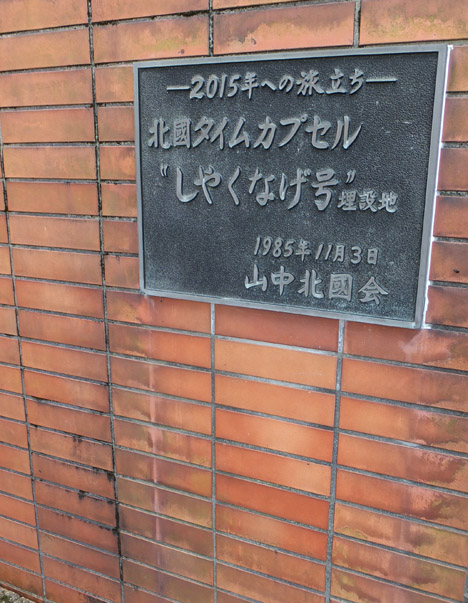 ―2015年への旅立ち―
北國タイムカプセル
"しゃくなげ号"埋設地
1985年11月3日
山中北國会